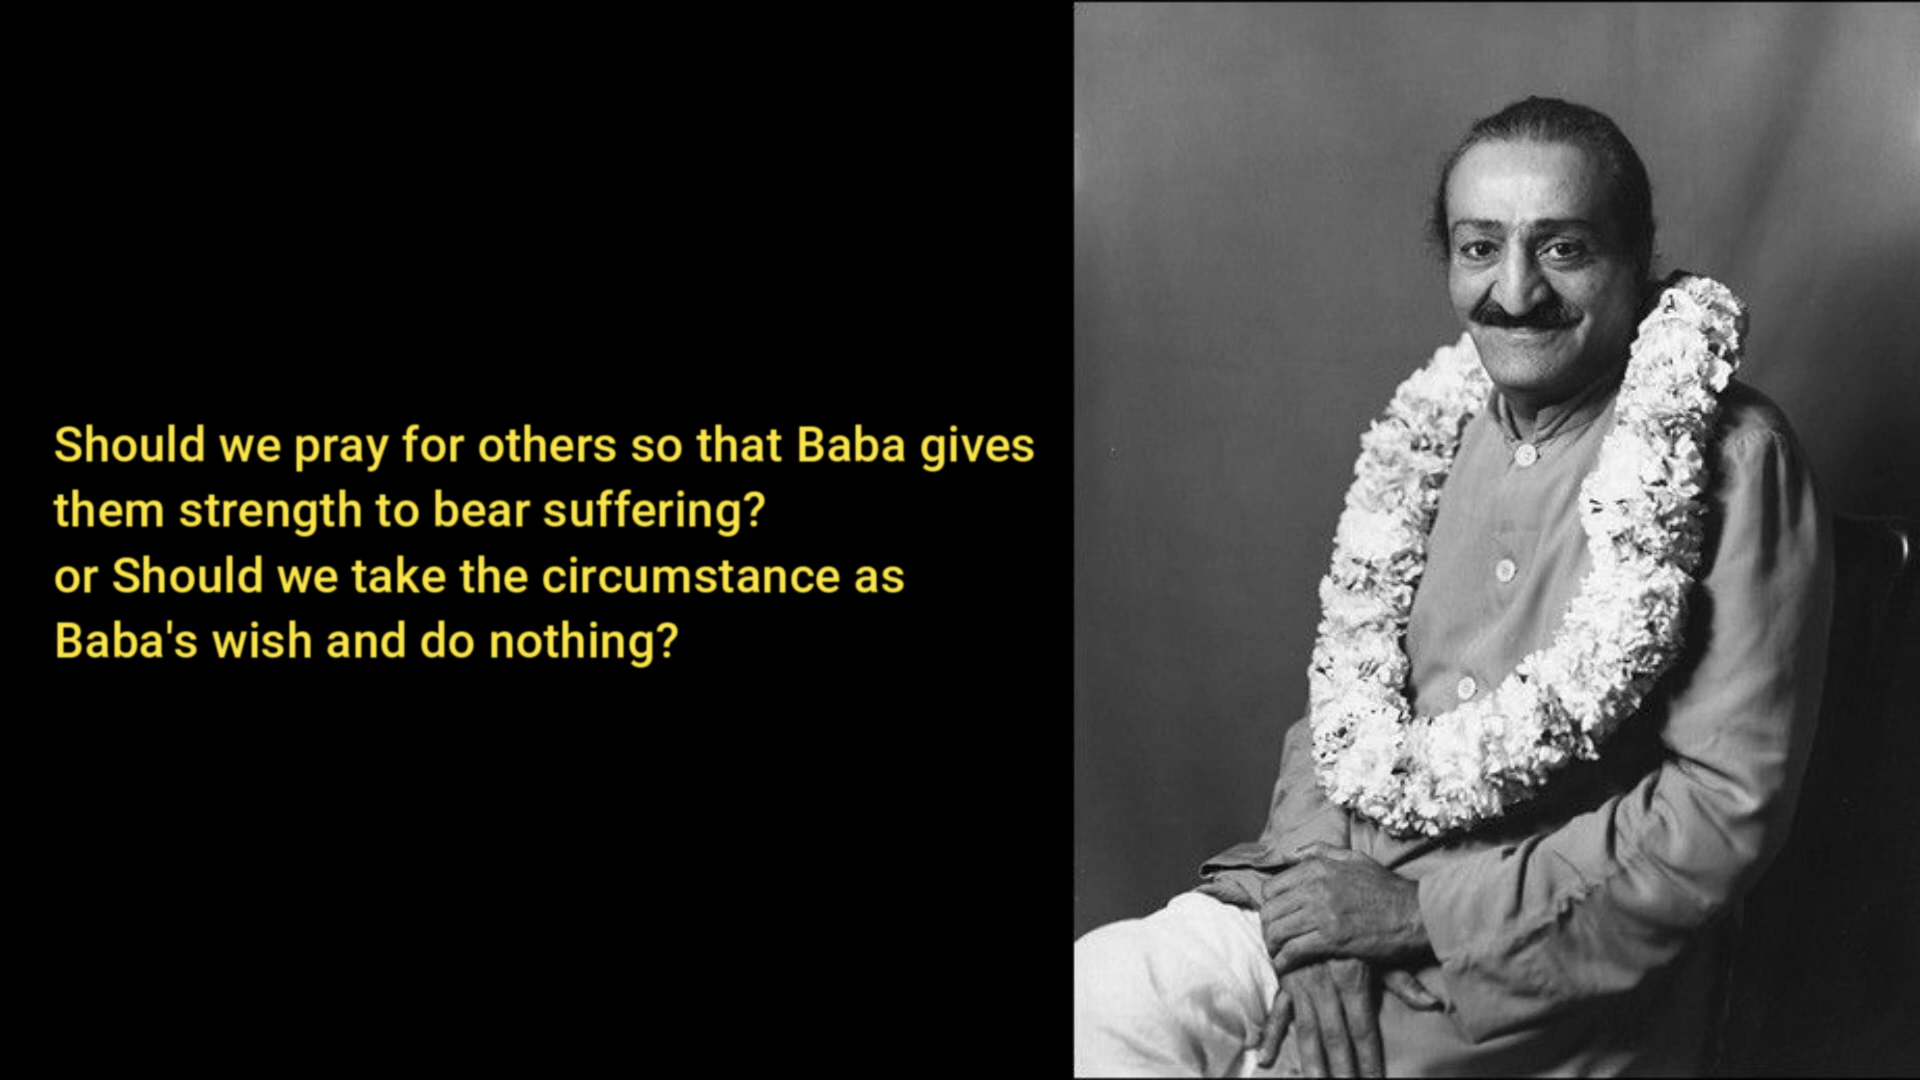 Should we pray for others so that Baba gives
them strength to bear suffering?
or Should we take the circumstance as
Baba's wish and do nothing?